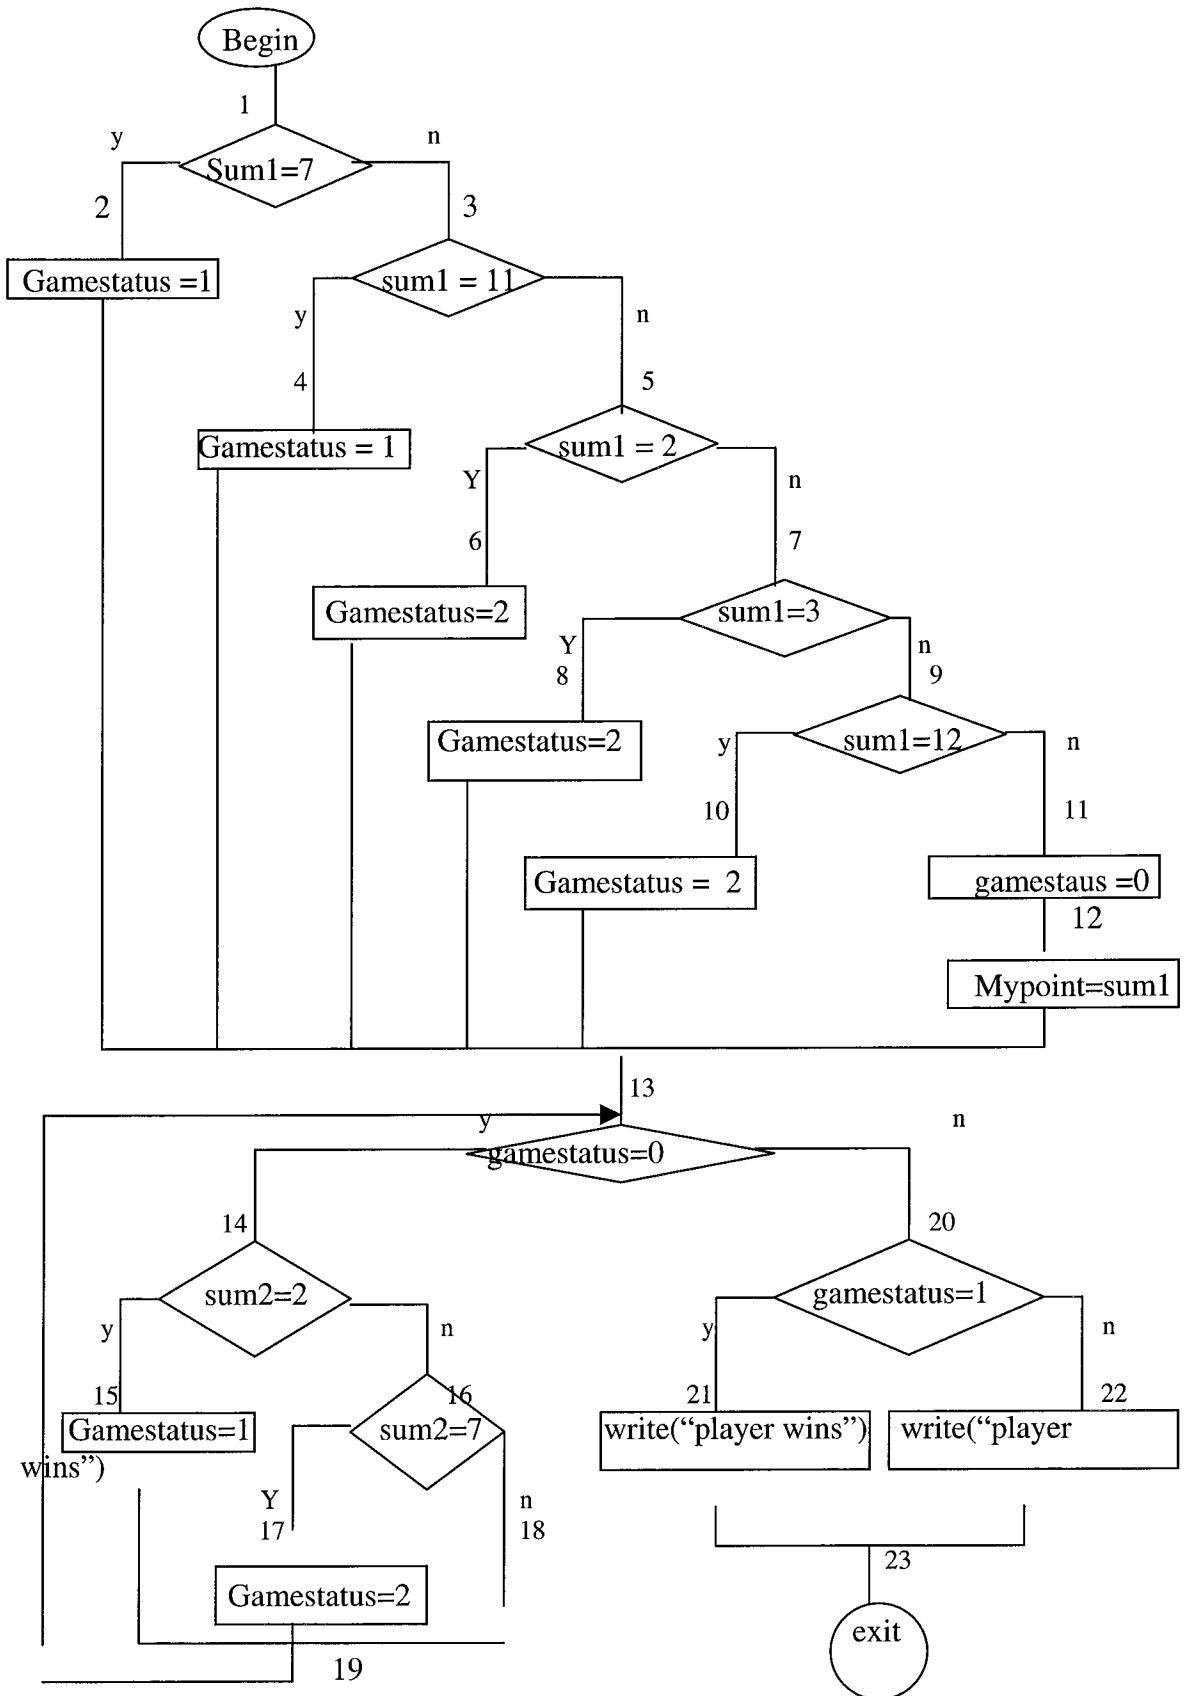 Begin
1
y
n
Sum1=7
2
3
Gamestatus =1
sum1 = 11
y
n
4
5
Gamestatus = 1
sum1 = 2
Y
n
6
7
Gamestatus=2
sum1=3
Y
n
8
9
Gamestatus=2
sum1=12
y
n
10
11
Gamestatus = 2
gamestaus =0
12
Mypoint=sum1
13
y
n
gamestatus=0
14
20
sum2=2
gamestatus=1
y
n
y
n
15
16
21
22
Gamestatus=1
sum2=7
write("player wins")
write("player
wins")
Y
n
17
18
23
Gamestatus=2
exit
19